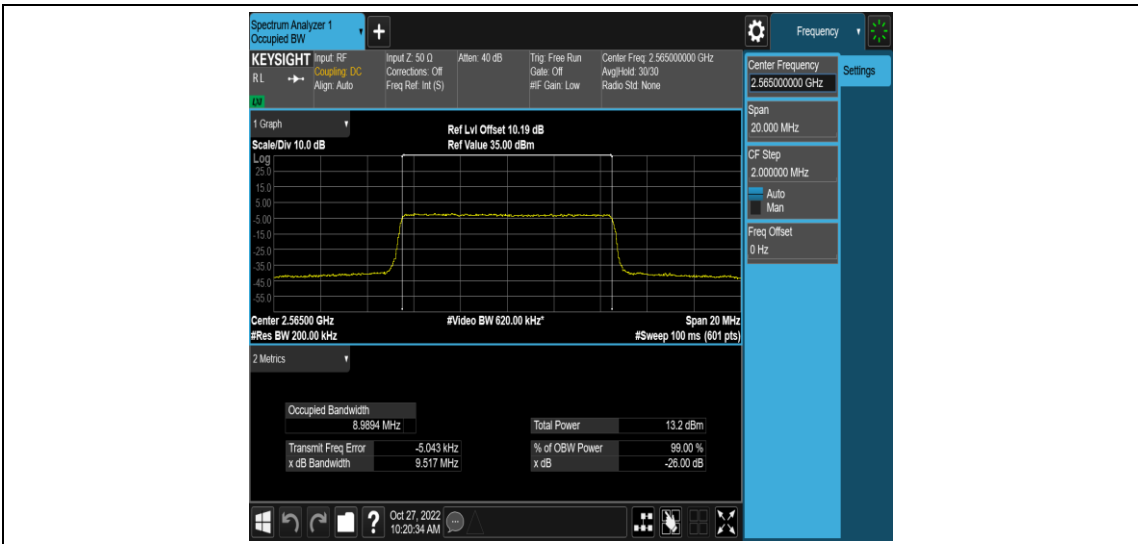 Spectrum Analyzer 1
Occupied BW
+
Frequency
KEYSIGHT Input: RF Input Z: 50 Ω Atten: 40 dB Trig: Free Run Center Freq: 2.565000000 GHz
RL Coupling: DC Corrections: Off Gate: Off Avg|Hold: 30/30
Align: Auto Freq Ref: Int (S) #IF Gain: Low Radio Std: None
LXI
Center Frequency
2.565000000 GHz
Settings
Span
20.000 MHz
CF Step
2.000000 MHz
Auto
Man
Freq Offset
0 Hz
1 Graph
Ref Lvl Offset 10.19 dB
Scale/Div 10.0 dB Ref Value 35.00 dBm
Log
25.0
15.0
5.00
-5.00
-15.0
-25.0
-35.0
-45.0
-55.0
Center 2.56500 GHz #Video BW 620.00 kHz* Span 20 MHz
#Res BW 200.00 kHz #Sweep 100 ms (601 pts)
2 Metrics
Occupied Bandwidth
8.9894 MHz Total Power 13.2 dBm
Transmit Freq Error -5.043 kHz % of OBW Power 99.00 %
x dB Bandwidth 9.517 MHz x dB -26.00 dB
? Oct 27, 2022
10:20:34 AM